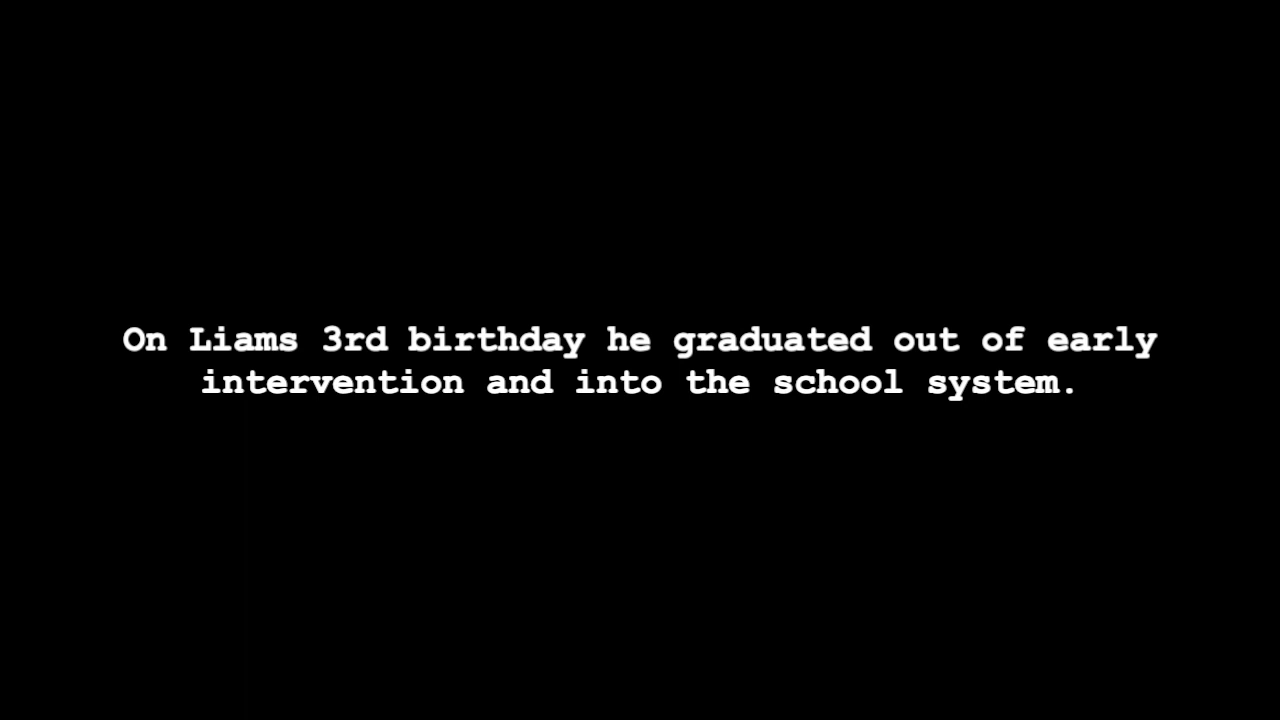 On Liams 3rd birthday he graduated out of early
intervention and into the school system.